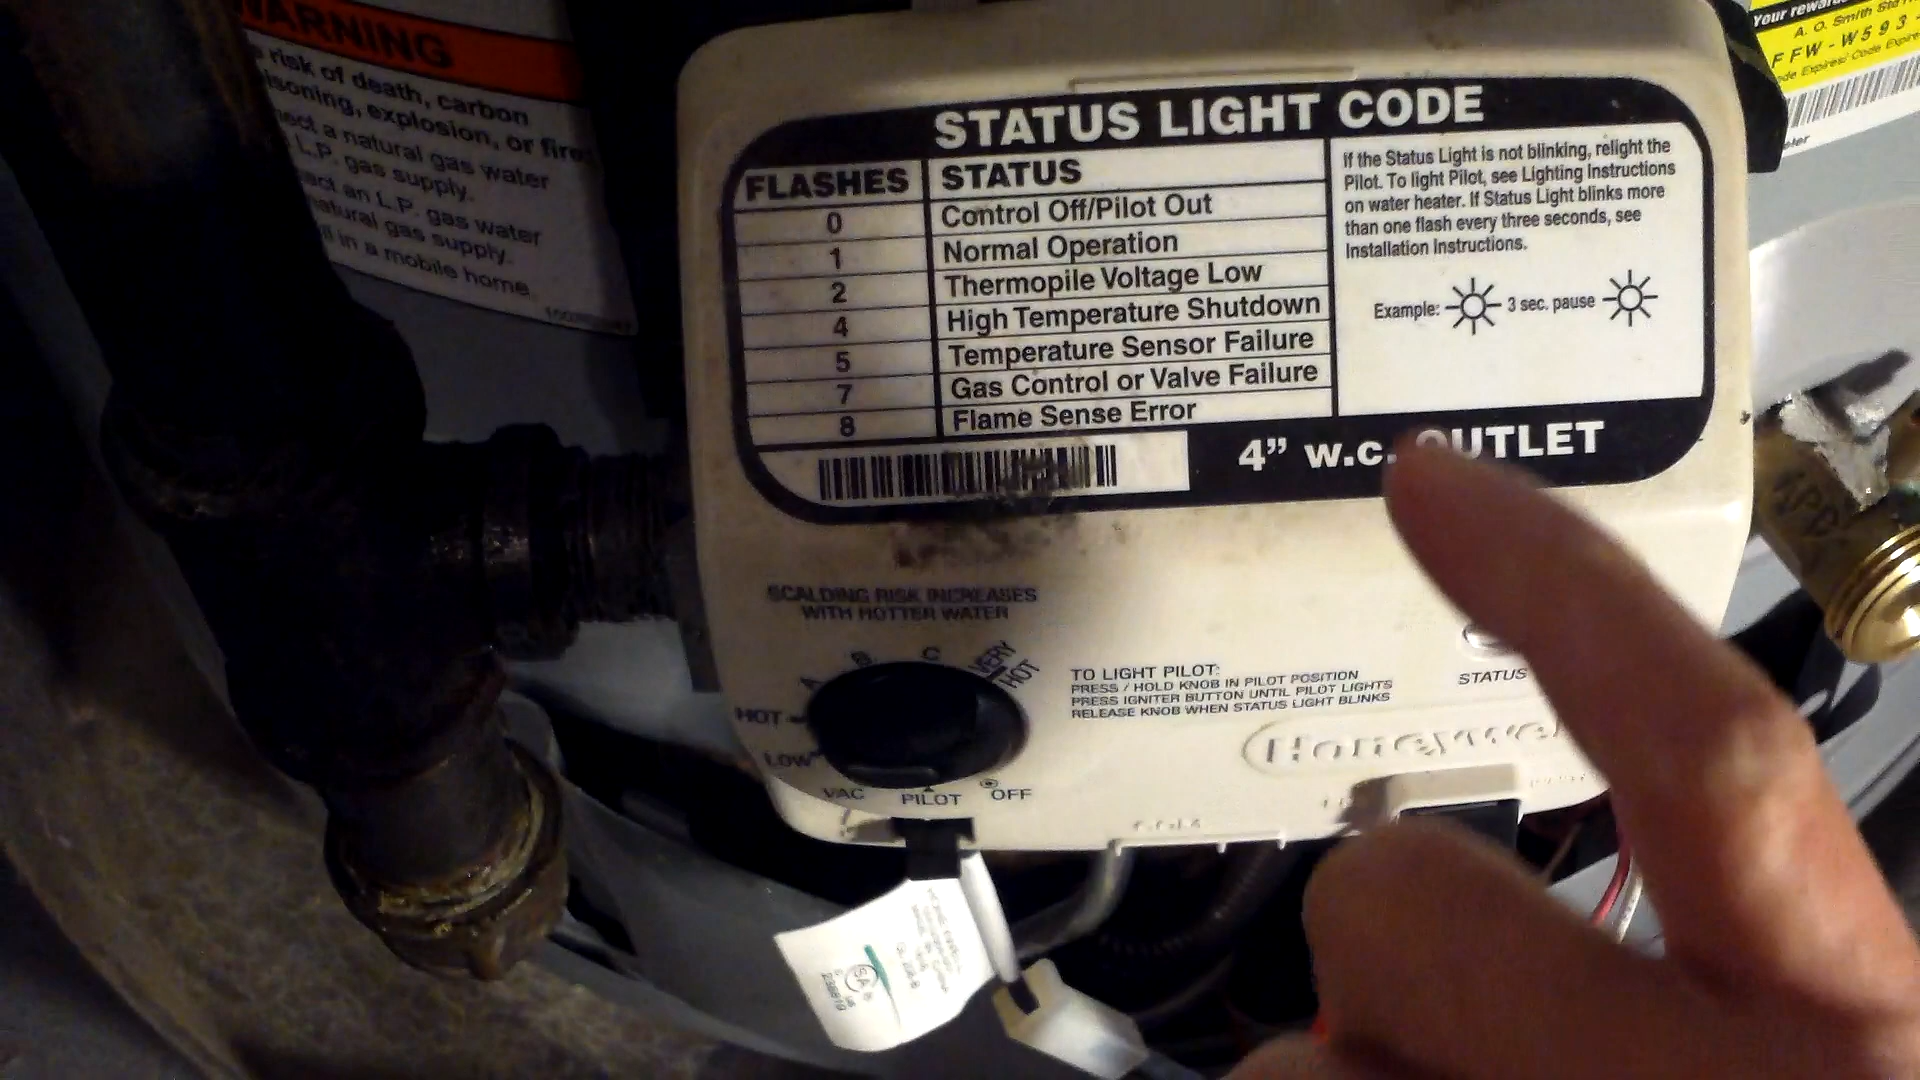 WARNING
risk of death, carbon
explosion, or fire
a natural gas water
L.P. gas supply.
an L.P. gas water
gas supply.
in a mobile home
Your
A. O. Smith
FFW-W593-
Code Expires
STATUS LIGHT CODE
FLASHES STATUS
0 Control Off/Pilot Out
1 Normal Operation
2 Thermopile Voltage Low
4 High Temperature Shutdown
5 Temperature Sensor Failure
7 Gas Control or Valve Failure
8 Flame Sense Error
If the Status Light is not blinking, relight the
Pilot. To light Pilot, see Lighting Instructions
on water heater. If Status Light blinks more
than one flash every three seconds, see
Installation Instructions.
Example: 3 sec. pause
4" w.c. OUTLET
SCALDING RISK INCREASES
WITH HOTTER WATER
VERY
HOT
C
B
A
HOT
LOW
VAC
PILOT
OFF
TO LIGHT PILOT:
PRESS / HOLD KNOB IN PILOT POSITION
PRESS IGNITER BUTTON UNTIL PILOT LIGHTS
RELEASE KNOB WHEN STATUS LIGHT BLINKS
STATUS